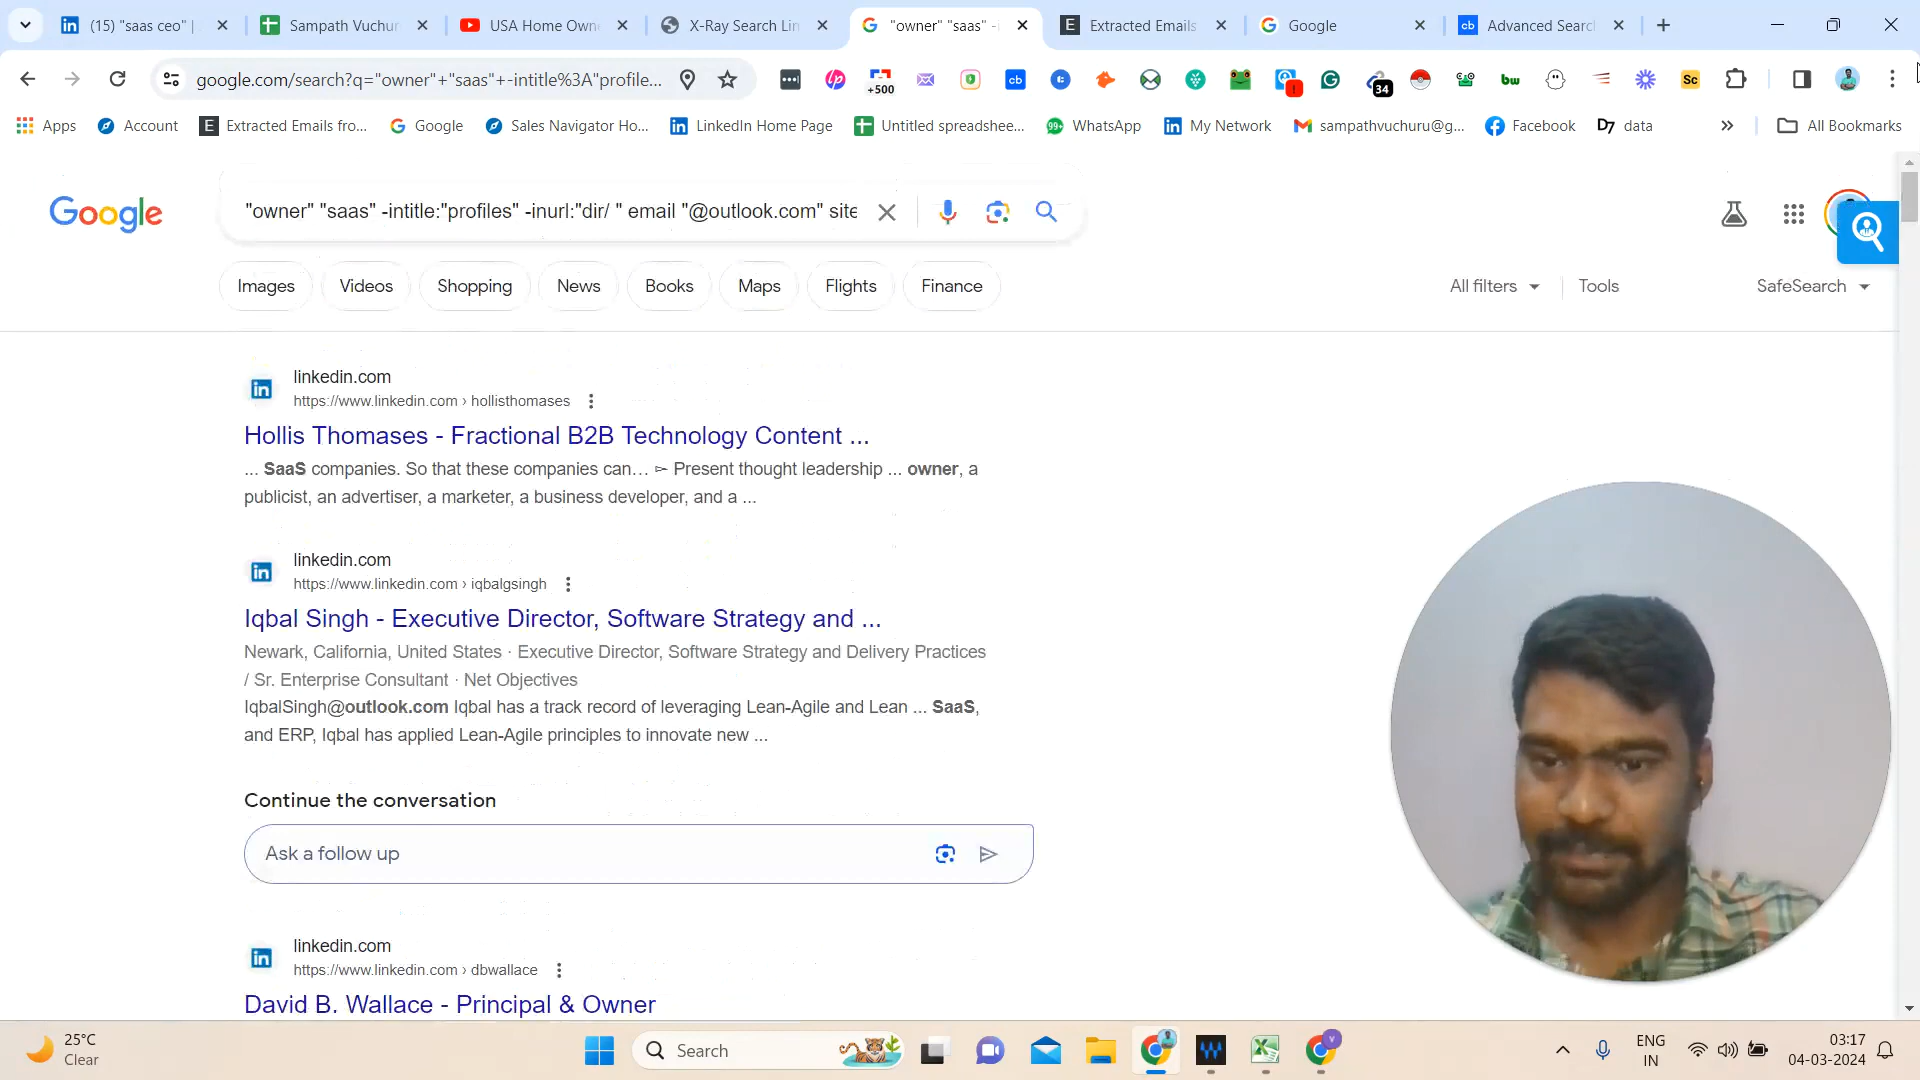 (15) "saas ceo" |
Sampath Vuchur
USA Home Own
X-Ray Search Lin
"owner" "saas" -i
Extracted Emails
Google
Advanced Searc
google.com/search?q="owner"+"saas"+-intitle%3A"profile...
+500
cb
34
bw
Sc
Apps
Account
Extracted Emails fro...
Google
Sales Navigator Ho...
LinkedIn Home Page
Untitled spreadshee...
99+
WhatsApp
My Network
sampathvuchuru@g...
Facebook
D7 data
All Bookmarks
Google
"owner" "saas" -intitle:"profiles" -inurl:"dir/ " email "@outlook.com" site
Images
Videos
Shopping
News
Books
Maps
Flights
Finance
All filters
Tools
SafeSearch
linkedin.com
https://www.linkedin.com › hollisthomases
Hollis Thomases - Fractional B2B Technology Content ...
... SaaS companies. So that these companies can… ➢ Present thought leadership ... owner, a
publicist, an advertiser, a marketer, a business developer, and a ...
linkedin.com
https://www.linkedin.com › iqbalgsingh
Iqbal Singh - Executive Director, Software Strategy and ...
Newark, California, United States · Executive Director, Software Strategy and Delivery Practices
/ Sr. Enterprise Consultant · Net Objectives
IqbalSingh@outlook.com Iqbal has a track record of leveraging Lean-Agile and Lean ... SaaS,
and ERP, Iqbal has applied Lean-Agile principles to innovate new ...
Continue the conversation
Ask a follow up
linkedin.com
https://www.linkedin.com › dbwallace
David B. Wallace - Principal & Owner
25°C
Clear
Search
ENG
IN
03:17
04-03-2024